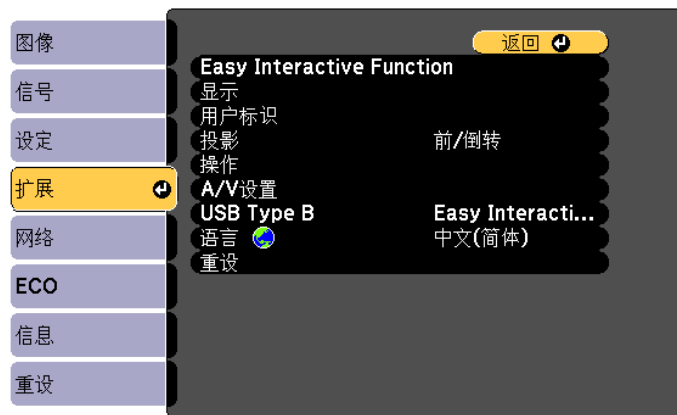 图像
信号
设定
扩展
网络
ECO
信息
重设
返回
Easy Interactive Function
显示
用户标识
投影 前/倒转
操作
A/V设置
USB Type B Easy Interacti...
语言 中文(简体)
重设